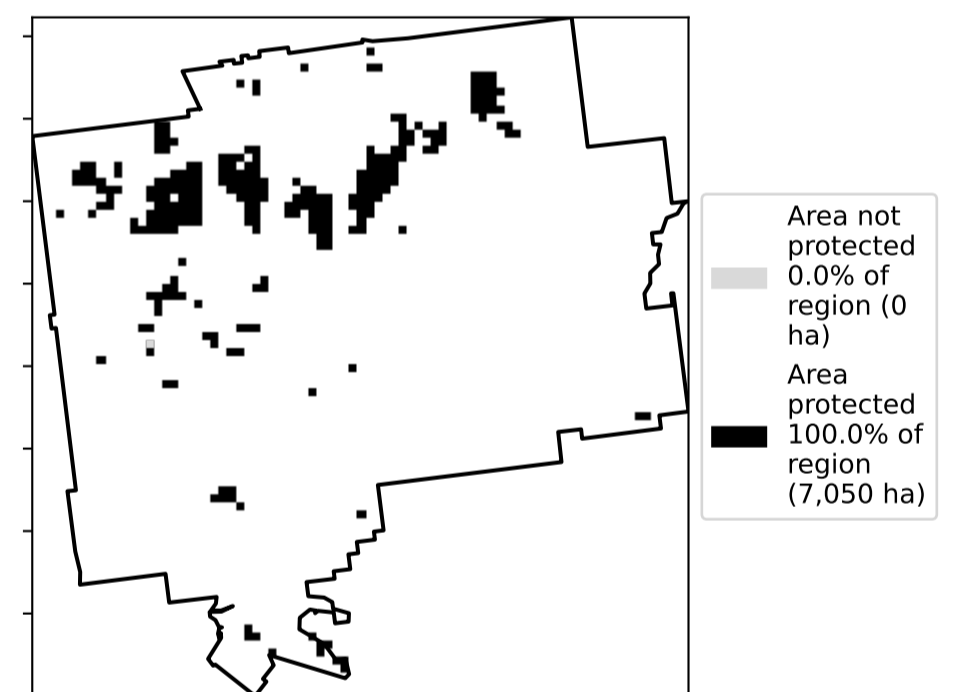 Area not
protected
0.0% of
region (0
ha)
Area
protected
100.0% of
region
(7,050 ha)